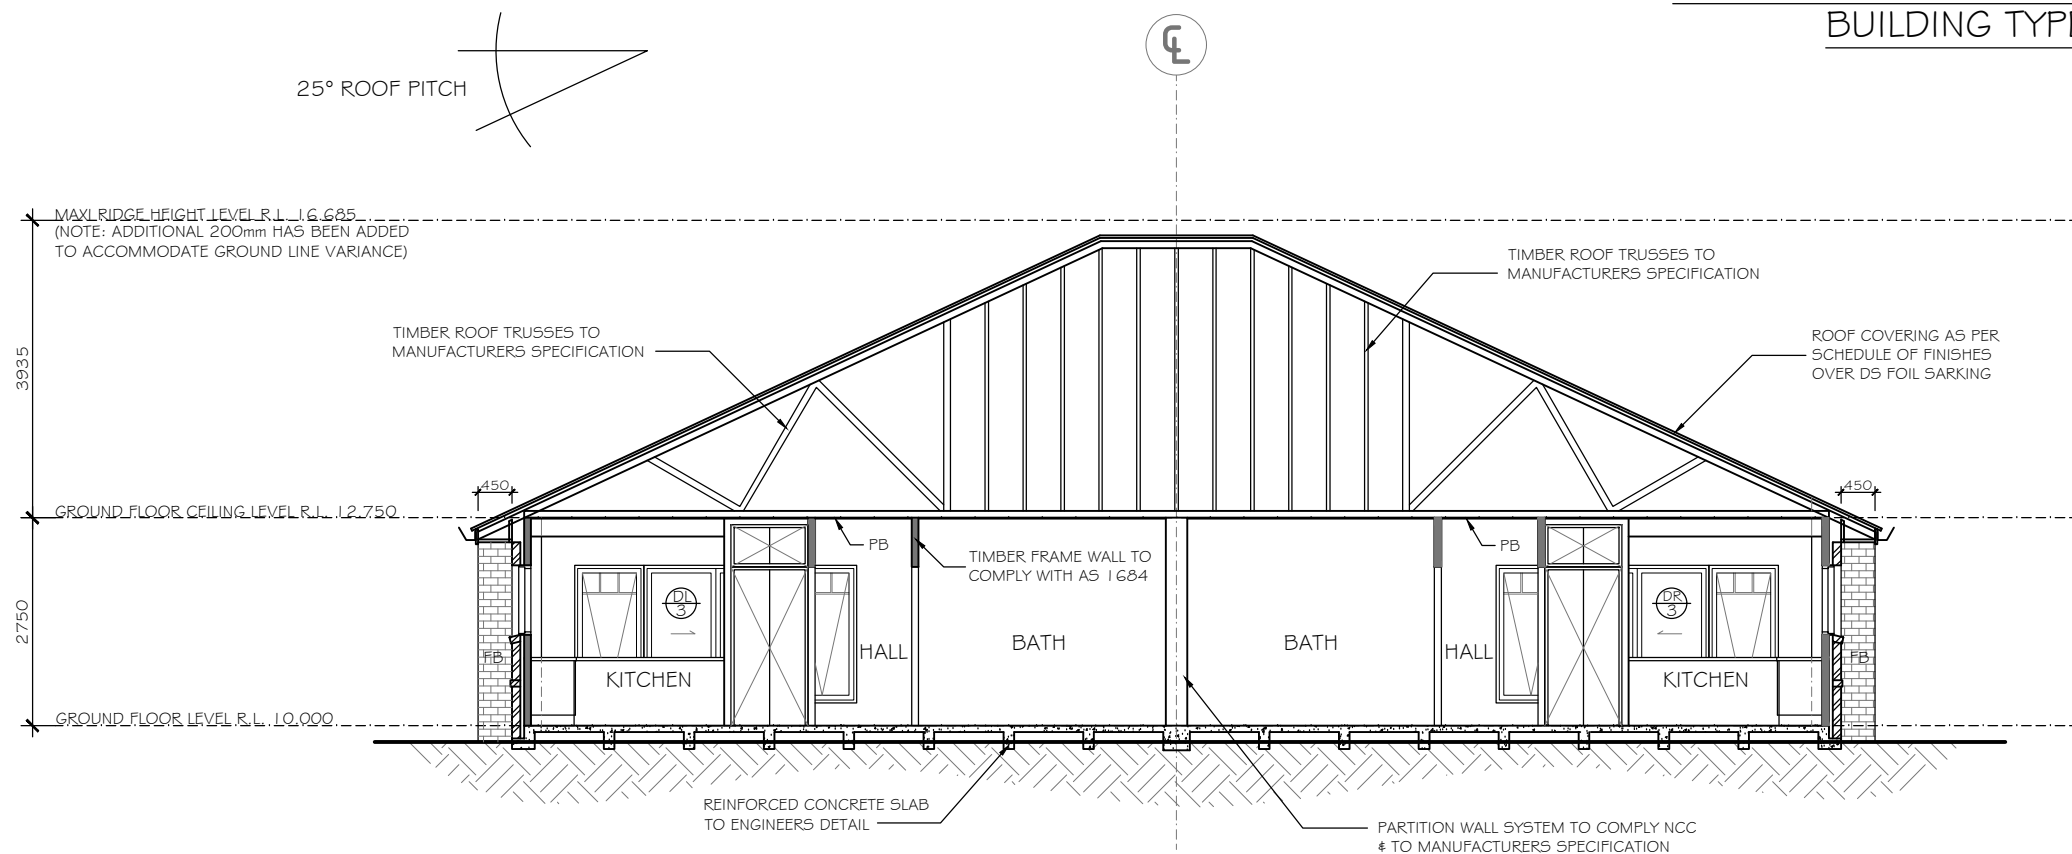 BUILDING TYPE
℄
25° ROOF PITCH
MAXI RIDGE HEIGHT LEVEL R.L. 16.685
(NOTE: ADDITIONAL 200mm HAS BEEN ADDED
TO ACCOMMODATE GROUND LINE VARIANCE)
3935
TIMBER ROOF TRUSSES TO
MANUFACTURERS SPECIFICATION
TIMBER ROOF TRUSSES TO
MANUFACTURERS SPECIFICATION
ROOF COVERING AS PER
SCHEDULE OF FINISHES
OVER DS FOIL SARKING
450
450
GROUND FLOOR CEILING LEVEL R.L. 12.750
PB
TIMBER FRAME WALL TO
COMPLY WITH AS 1684
PB
2750
DL
3
DR
3
FB
KITCHEN
HALL
BATH
BATH
HALL
KITCHEN
FB
GROUND FLOOR LEVEL R.L. 10.000
REINFORCED CONCRETE SLAB
TO ENGINEERS DETAIL
PARTITION WALL SYSTEM TO COMPLY NCC
& TO MANUFACTURERS SPECIFICATION